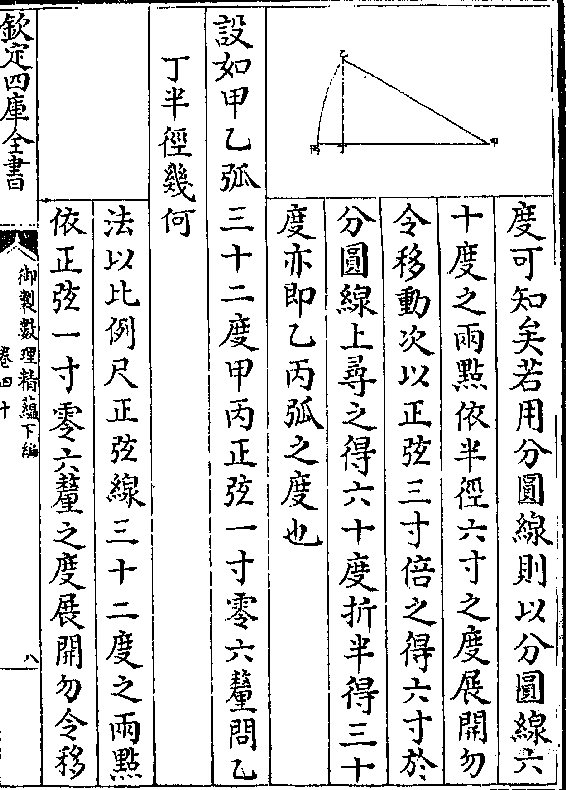 度可知矣若用分圓線則以分圓線六
十度之兩點依半徑六寸之度展開勿
令移動次以正弦三寸倍之得六寸於
分圓線上尋之得六十度折半得三十
度亦即乙丙弧之度也
設如甲乙弧三十二度甲丙正弦一寸零六釐問乙
丁半徑幾何
法以比例尺正弦線三十二度之兩點
依正弦一寸零六釐之度展開勿令移
欽定四庫全書
御製數理精蘊下編
卷四十
八
乙
甲
丁
丙